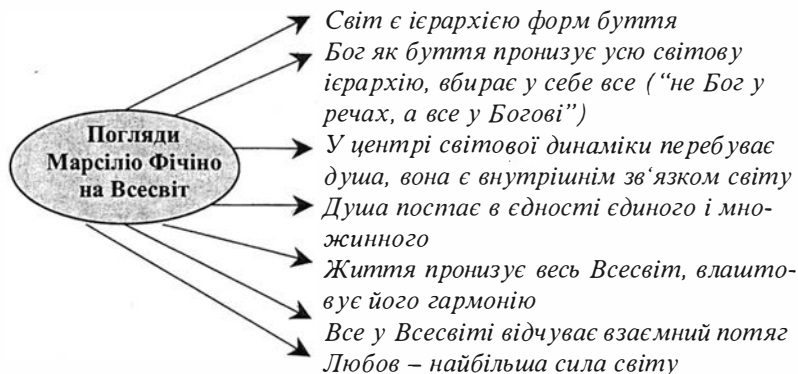 Погляди
Марсіліо Фічіно
на Всесвіт
Світ є ієрархією форм буття
Бог як буття пронизує усю світову
ієрархію, вбирає у себе все (“не Бог у
речах, а все у Богові”)
У центрі світової динаміки перебуває
душа, вона є внутрішнім зв‘язком світу
Душа постає в єдності єдиного і мно-
жинного
Життя пронизує весь Всесвіт, влашто-
вує його гармонію
Все у Всесвіті відчуває взаємний потяг
Любов – найбільша сила світу